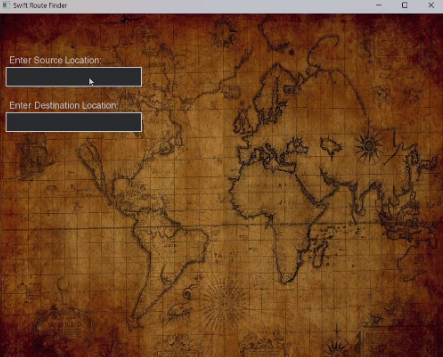 Swift Route Finder
Enter Source Location:
Enter Destination Location: